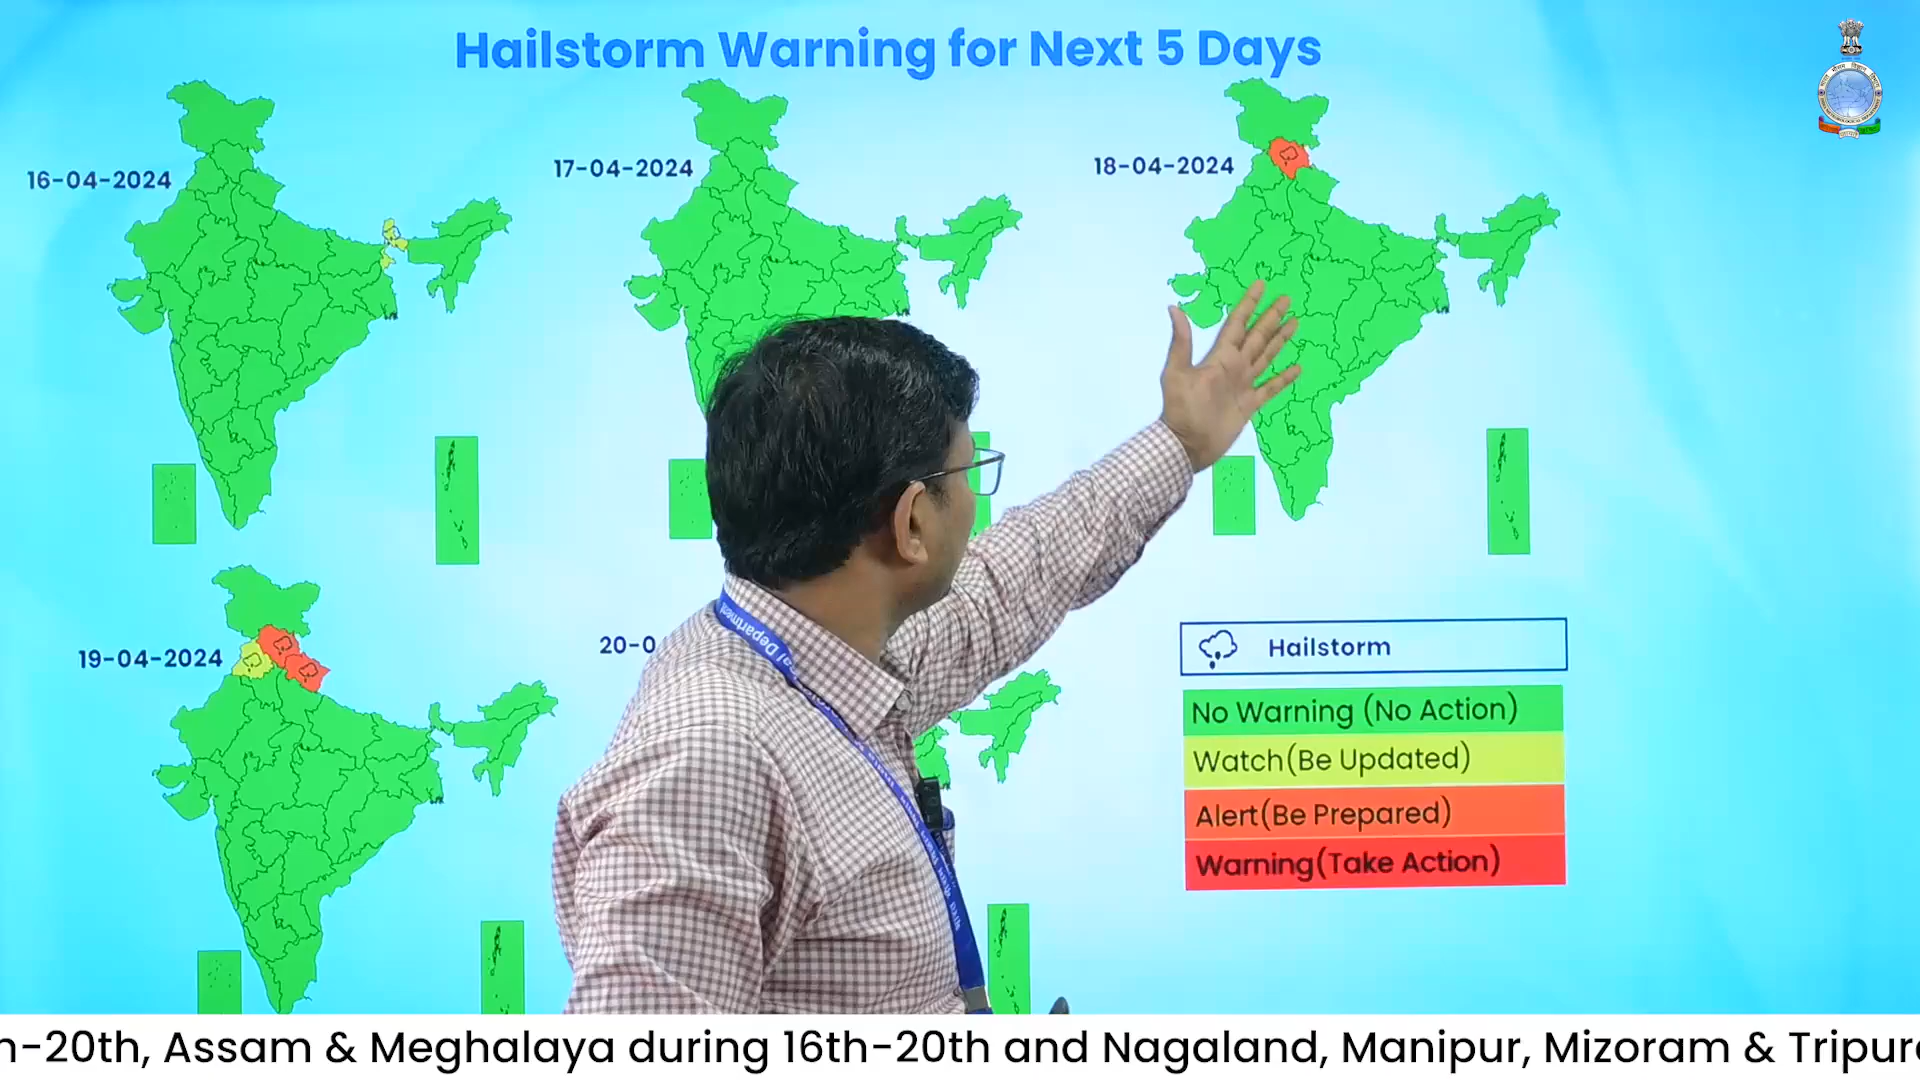 Hailstorm Warning for Next 5 Days
16-04-2024
17-04-2024
18-04-2024
19-04-2024
20-0
Hailstorm
No Warning (No Action)
Watch(Be Updated)
Alert(Be Prepared)
Warning(Take Action)
Department
-20th, Assam & Meghalaya during 16th-20th and Nagaland, Manipur, Mizoram & Tripur